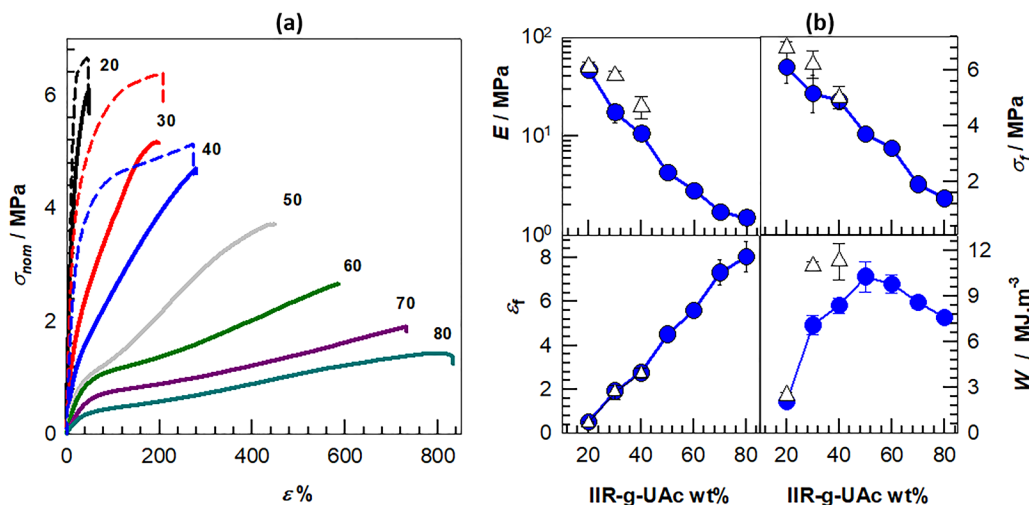 (a)
σnom / MPa
6
4
2
0
0 200 400 600 800
ε %
20
30
40
50
60
70
80
(b)
E / MPa
10²
10¹
10⁰
σf / MPa
6
4
2
εf
8
6
4
2
0
W / MJ.m⁻³
12
9
6
3
0
20 40 60 80
20 40 60 80
IIR-g-UAc wt%
IIR-g-UAc wt%